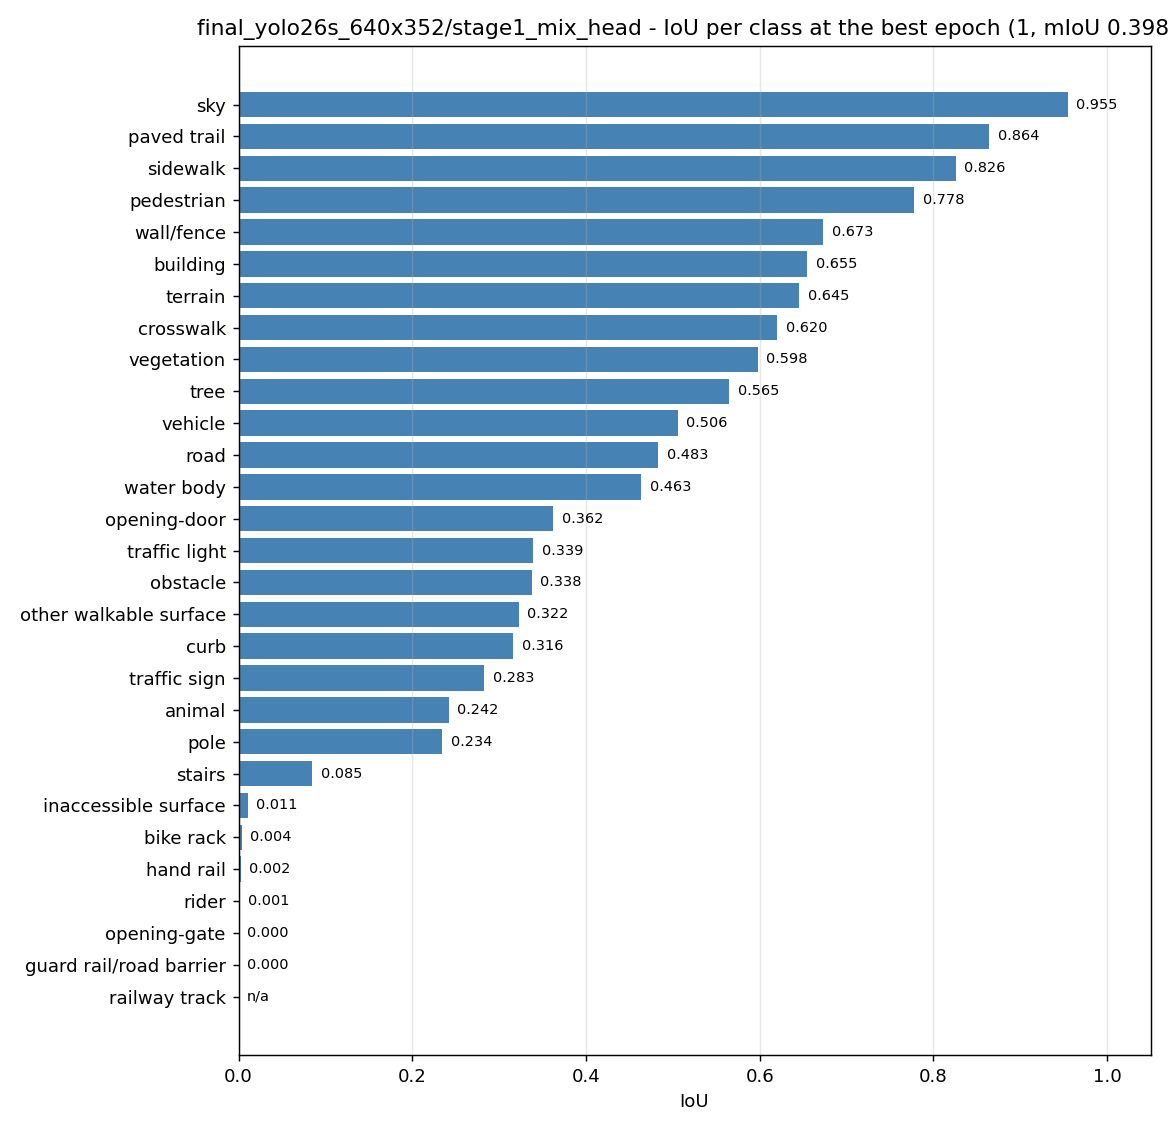 final_yolo26s_640x352/stage1_mix_head - IoU per class at the best epoch (1, mIoU 0.398
sky 0.955
paved trail 0.864
sidewalk 0.826
pedestrian 0.778
wall/fence 0.673
building 0.655
terrain 0.645
crosswalk 0.620
vegetation 0.598
tree 0.565
vehicle 0.506
road 0.483
water body 0.463
opening-door 0.362
traffic light 0.339
obstacle 0.338
other walkable surface 0.322
curb 0.316
traffic sign 0.283
animal 0.242
pole 0.234
stairs 0.085
inaccessible surface 0.011
bike rack 0.004
hand rail 0.002
rider 0.001
opening-gate 0.000
guard rail/road barrier 0.000
railway track n/a
0.0 0.2 0.4 0.6 0.8 1.0
IoU